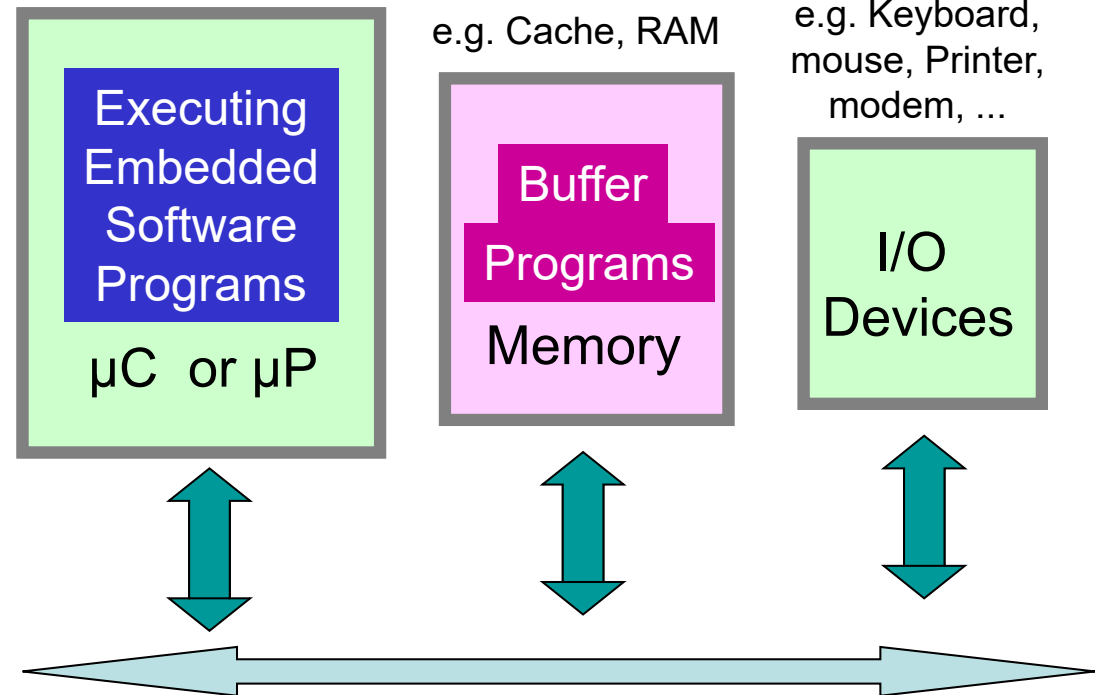 Executing
Embedded
Software
Programs
µC or µP
e.g. Cache, RAM
Buffer
Programs
Memory
e.g. Keyboard,
mouse, Printer,
modem, ...
I/O
Devices